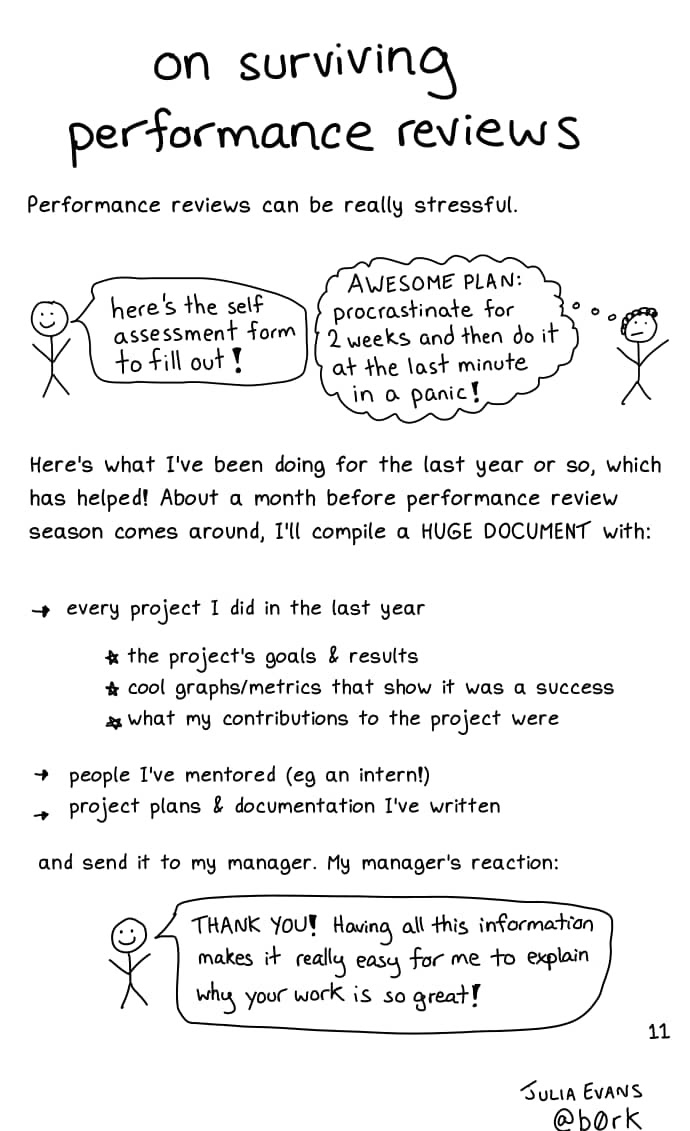 on surviving
performance reviews
Performance reviews can be really stressful.
here's the self
assessment form
to fill out!
AWESOME PLAN:
procrastinate for
2 weeks and then do it
at the last minute
in a panic!
Here's what I've been doing for the last year or so, which
has helped! About a month before performance review
season comes around, I'll compile a HUGE DOCUMENT with:
→ every project I did in the last year
★ the project's goals & results
★ cool graphs/metrics that show it was a success
★ what my contributions to the project were
→ people I've mentored (eg an intern!)
→ project plans & documentation I've written
and send it to my manager. My manager's reaction:
THANK YOU! Having all this information
makes it really easy for me to explain
why your work is so great!
11
JULIA EVANS
@b0rk